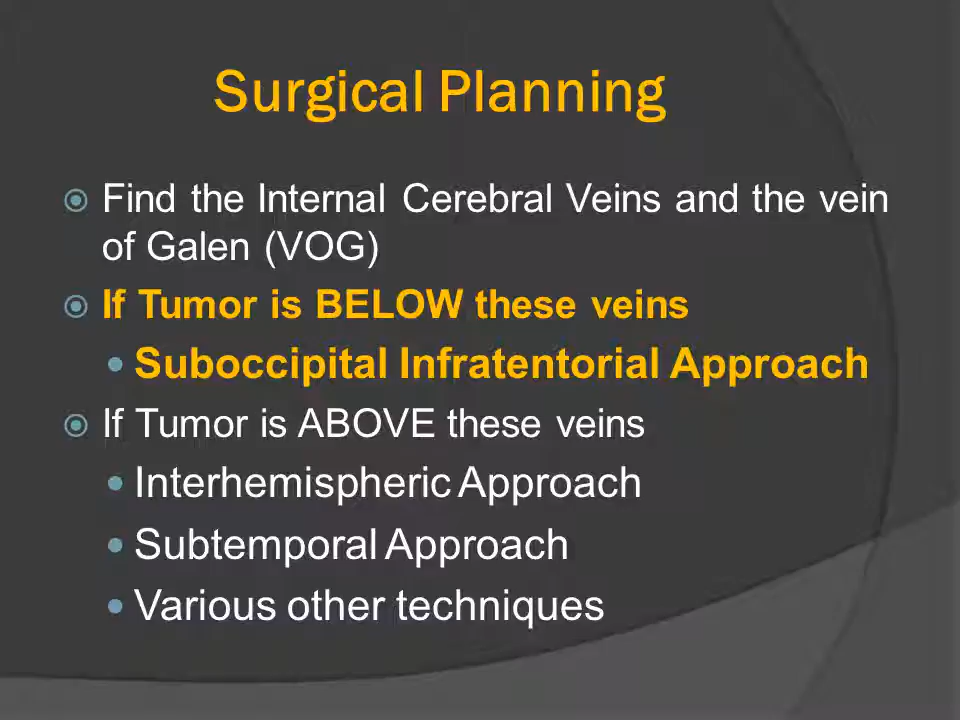 Surgical Planning
Find the Internal Cerebral Veins and the vein
of Galen (VOG)
If Tumor is BELOW these veins
Suboccipital Infratentorial Approach
If Tumor is ABOVE these veins
Interhemispheric Approach
Subtemporal Approach
Various other techniques